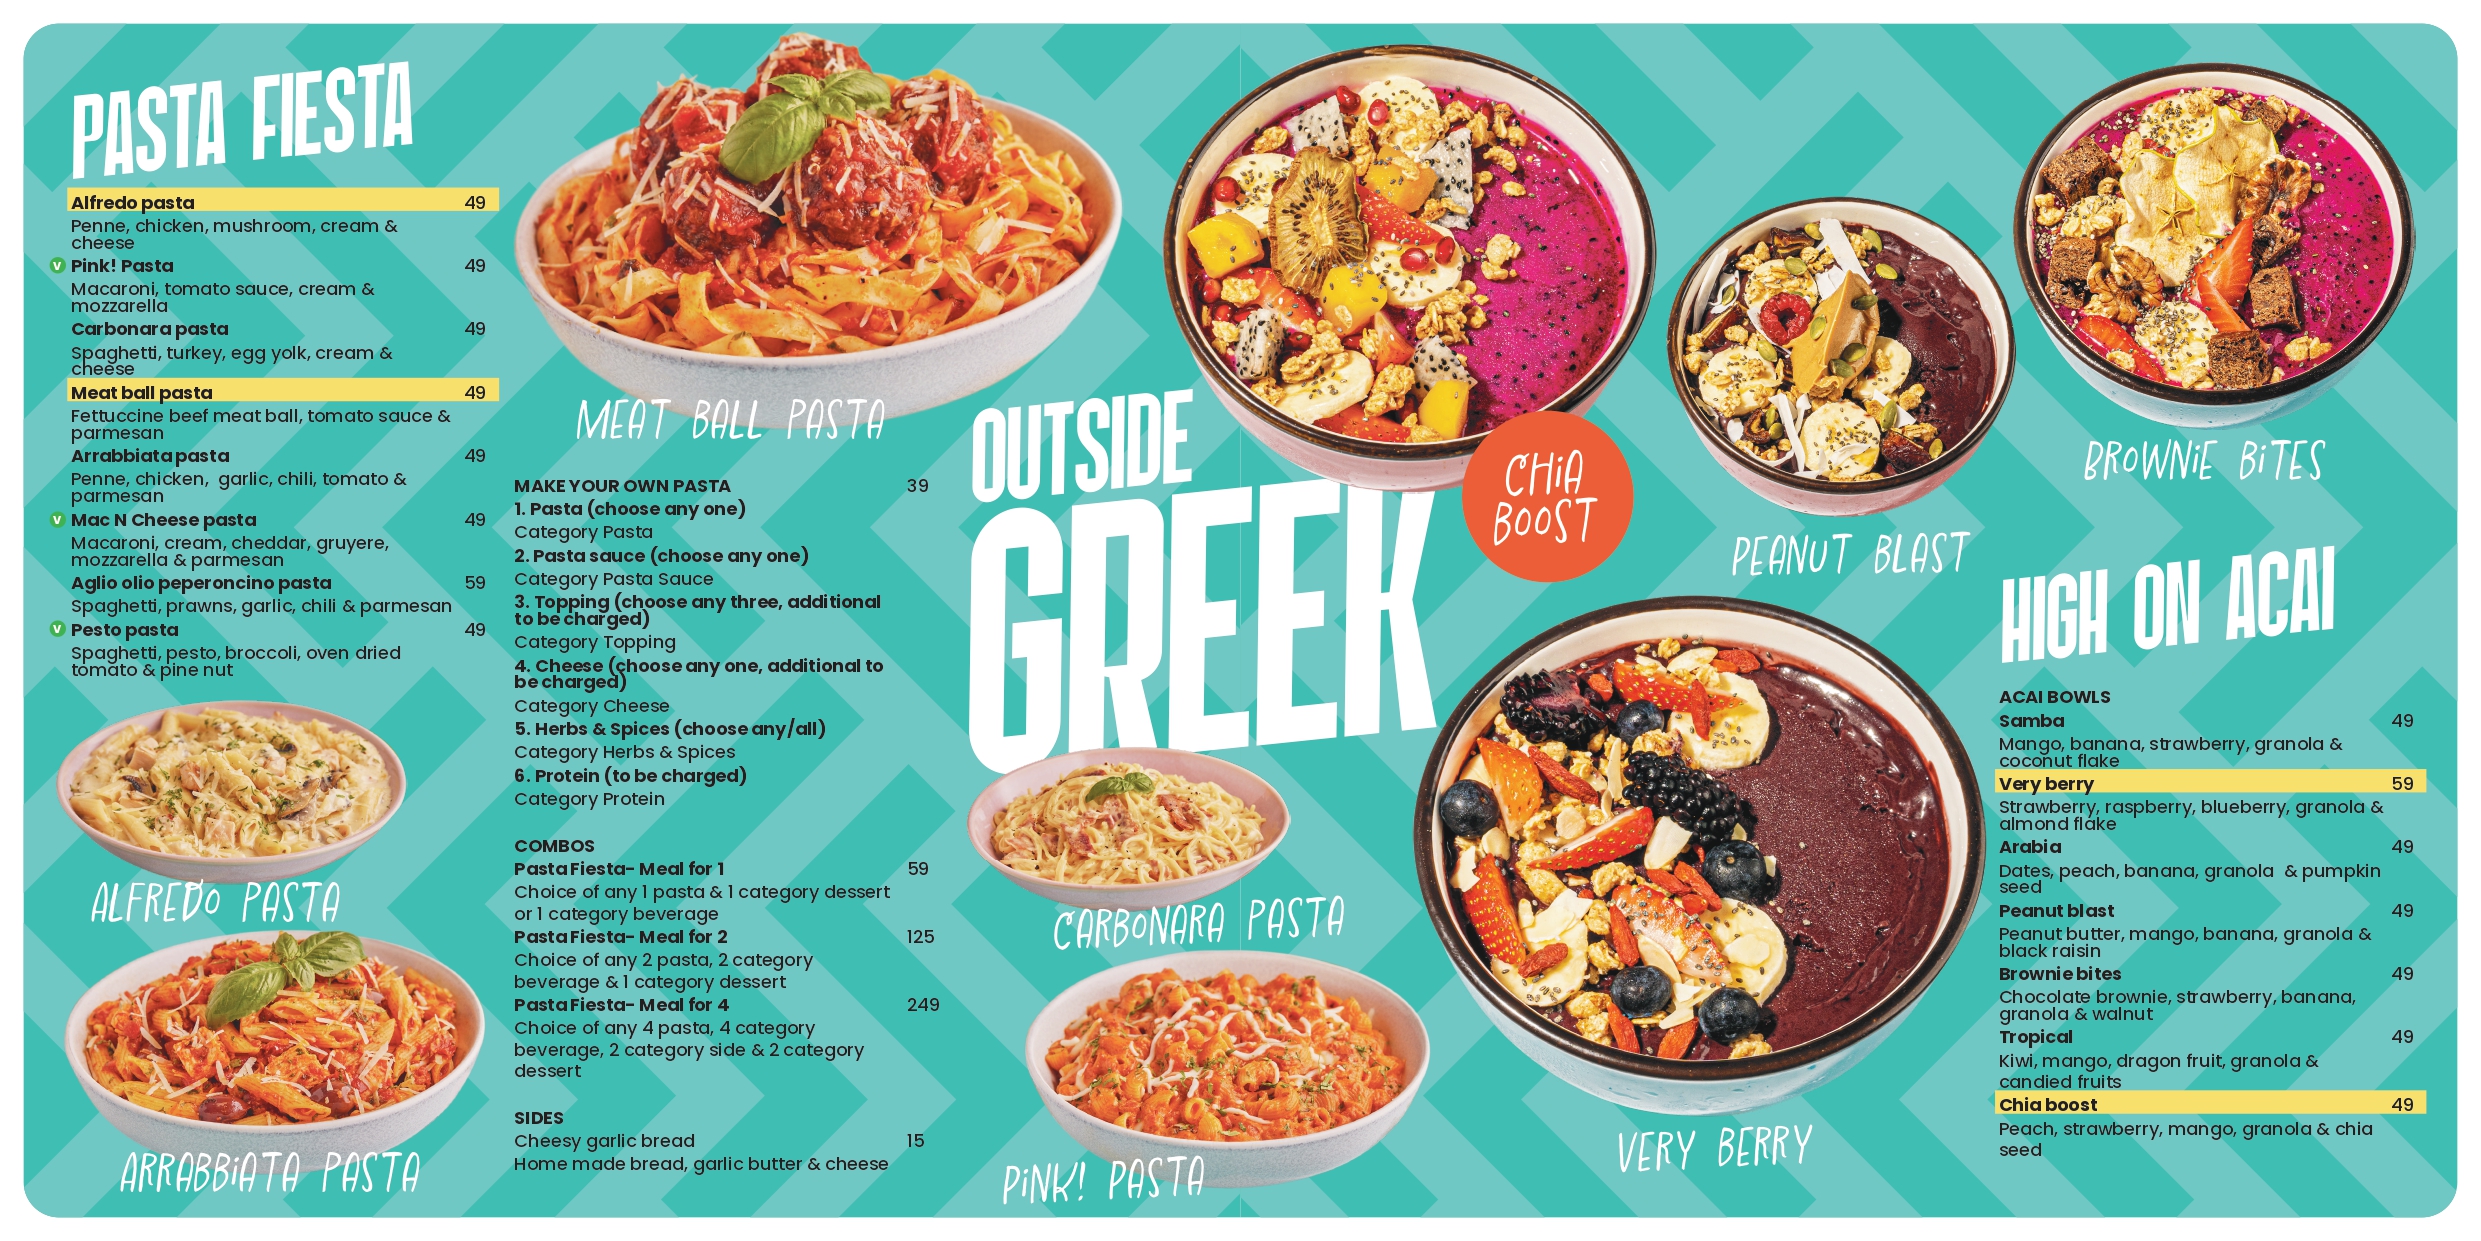 PASTA FIESTA
Alfredo pasta 49
Penne, chicken, mushroom, cream &
cheese
V Pink! Pasta 49
Macaroni, tomato sauce, cream &
mozzarella
Carbonara pasta 49
Spaghetti, turkey, egg yolk, cream &
cheese
Meat ball pasta 49
Fettuccine beef meat ball, tomato sauce &
parmesan
Arrabbiata pasta 49
Penne, chicken, garlic, chili, tomato &
parmesan
V Mac N Cheese pasta 49
Macaroni, cream, cheddar, gruyere,
mozzarella & parmesan
Aglio olio peperoncino pasta 59
Spaghetti, prawns, garlic, chili & parmesan
V Pesto pasta 49
Spaghetti, pesto, broccoli, oven dried
tomato & pine nut
ALFREDO PASTA
ARRABBiATA PASTA
MEAT BALL PASTA
MAKE YOUR OWN PASTA 39
1. Pasta (choose any one)
Category Pasta
2. Pasta sauce (choose any one)
Category Pasta Sauce
3. Topping (choose any three, additional
to be charged)
Category Topping
4. Cheese (choose any one, additional to
be charged)
Category Cheese
5. Herbs & Spices (choose any/all)
Category Herbs & Spices
6. Protein (to be charged)
Category Protein
COMBOS
Pasta Fiesta- Meal for 1 59
Choice of any 1 pasta & 1 category dessert
or 1 category beverage
Pasta Fiesta- Meal for 2 125
Choice of any 2 pasta, 2 category
beverage & 1 category dessert
Pasta Fiesta- Meal for 4 249
Choice of any 4 pasta, 4 category
beverage, 2 category side & 2 category
dessert
SIDES
Cheesy garlic bread 15
Home made bread, garlic butter & cheese
OUTSIDE
GREEK
CARBONARA PASTA
PiNK! PASTA
CHiA
BOOST
PEANUT BLAST
BROWNiE BiTES
VERY BERRY
HIGH ON ACAI
ACAI BOWLS
Samba 49
Mango, banana, strawberry, granola &
coconut flake
Very berry 59
Strawberry, raspberry, blueberry, granola &
almond flake
Arabia 49
Dates, peach, banana, granola & pumpkin
seed
Peanut blast 49
Peanut butter, mango, banana, granola &
black raisin
Brownie bites 49
Chocolate brownie, strawberry, banana,
granola & walnut
Tropical 49
Kiwi, mango, dragon fruit, granola &
candied fruits
Chia boost 49
Peach, strawberry, mango, granola & chia
seed